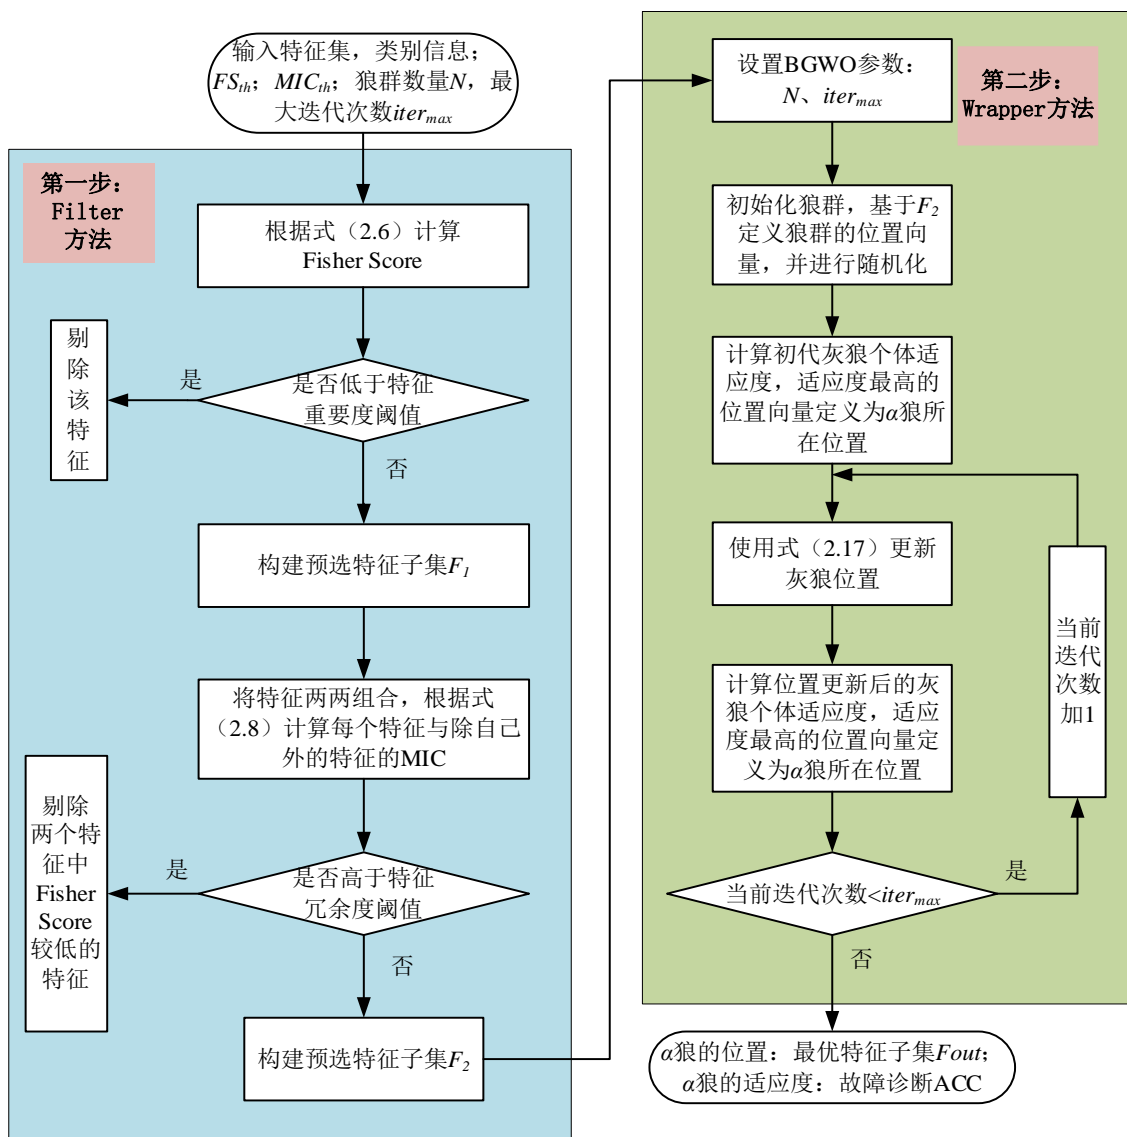 输入特征集，类别信息；
FSth；MICth；狼群数量N，最
大迭代次数itermax
第一步：
Filter
方法
根据式（2.6）计算
Fisher Score
是否低于特征
重要度阈值
是
剔
除
该
特
征
否
构建预选特征子集F1
将特征两两组合，根据式
（2.8）计算每个特征与除自己
外的特征的MIC
是否高于特征
冗余度阈值
是
剔除
两个特
征中
Fisher
Score
较低的
特征
否
构建预选特征子集F2
第二步：
Wrapper方法
设置BGWO参数：
N、itermax
初始化狼群，基于F2
定义狼群的位置向
量，并进行随机化
计算初代灰狼个体适
应度，适应度最高的
位置向量定义为α狼所
在位置
使用式（2.17）更新
灰狼位置
计算位置更新后的灰
狼个体适应度，适应
度最高的位置向量定
义为α狼所在位置
当前迭代次数<itermax
是
当前
迭代
次数
加1
否
α狼的位置：最优特征子集Fout；
α狼的适应度：故障诊断ACC